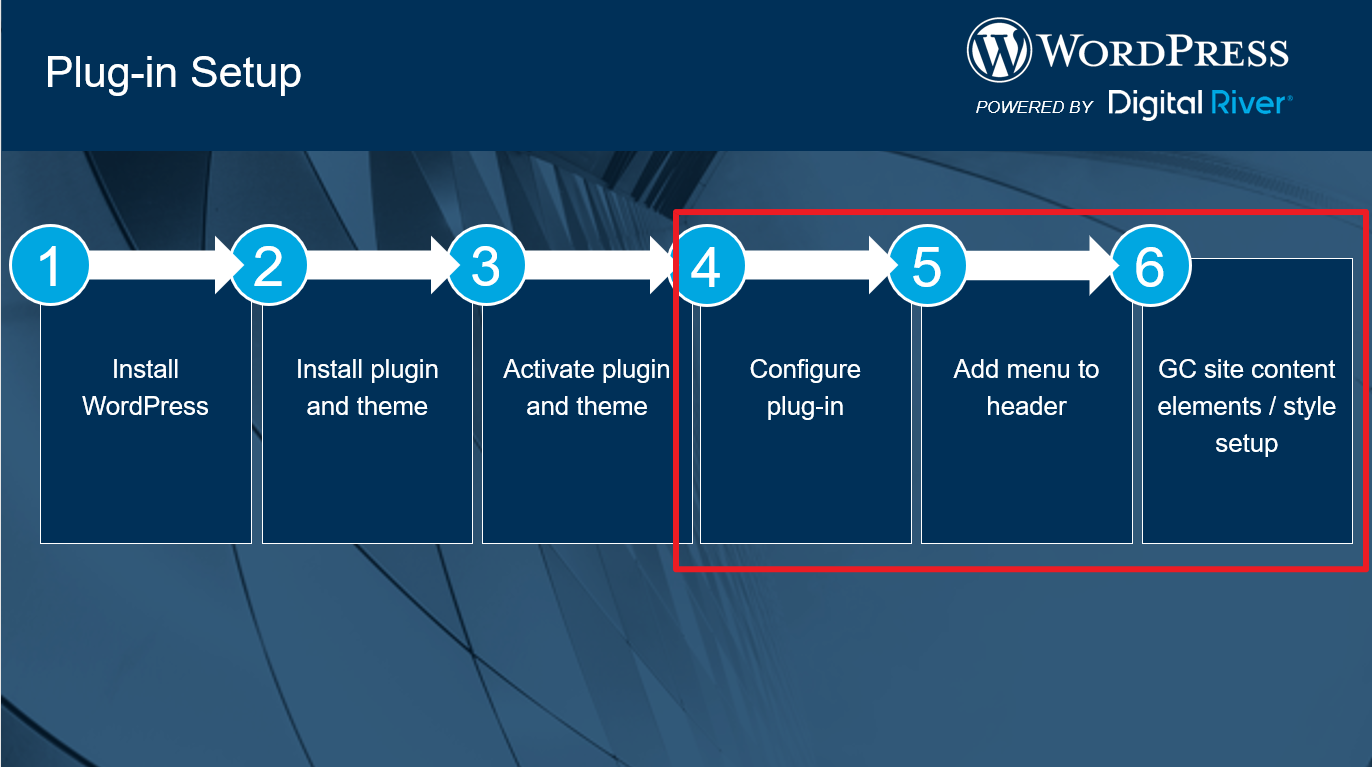 Plug-in Setup
WORDPRESS
POWERED BY Digital River®
1
2
3
4
5
6
Install
WordPress
Install plugin
and theme
Activate plugin
and theme
Configure
plug-in
Add menu to
header
GC site content
elements / style
setup